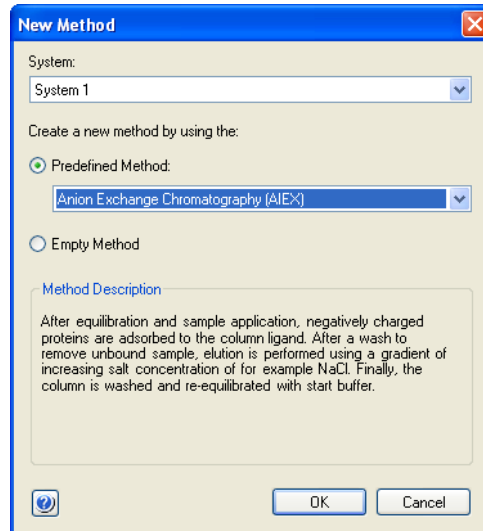 New Method
System:
System 1
Create a new method by using the:
Predefined Method:
Anion Exchange Chromatography (AIEX)
Empty Method
Method Description
After equilibration and sample application, negatively charged
proteins are adsorbed to the column ligand. After a wash to
remove unbound sample, elution is performed using a gradient of
increasing salt concentration of for example NaCl. Finally, the
column is washed and re-equilibrated with start buffer.
OK
Cancel